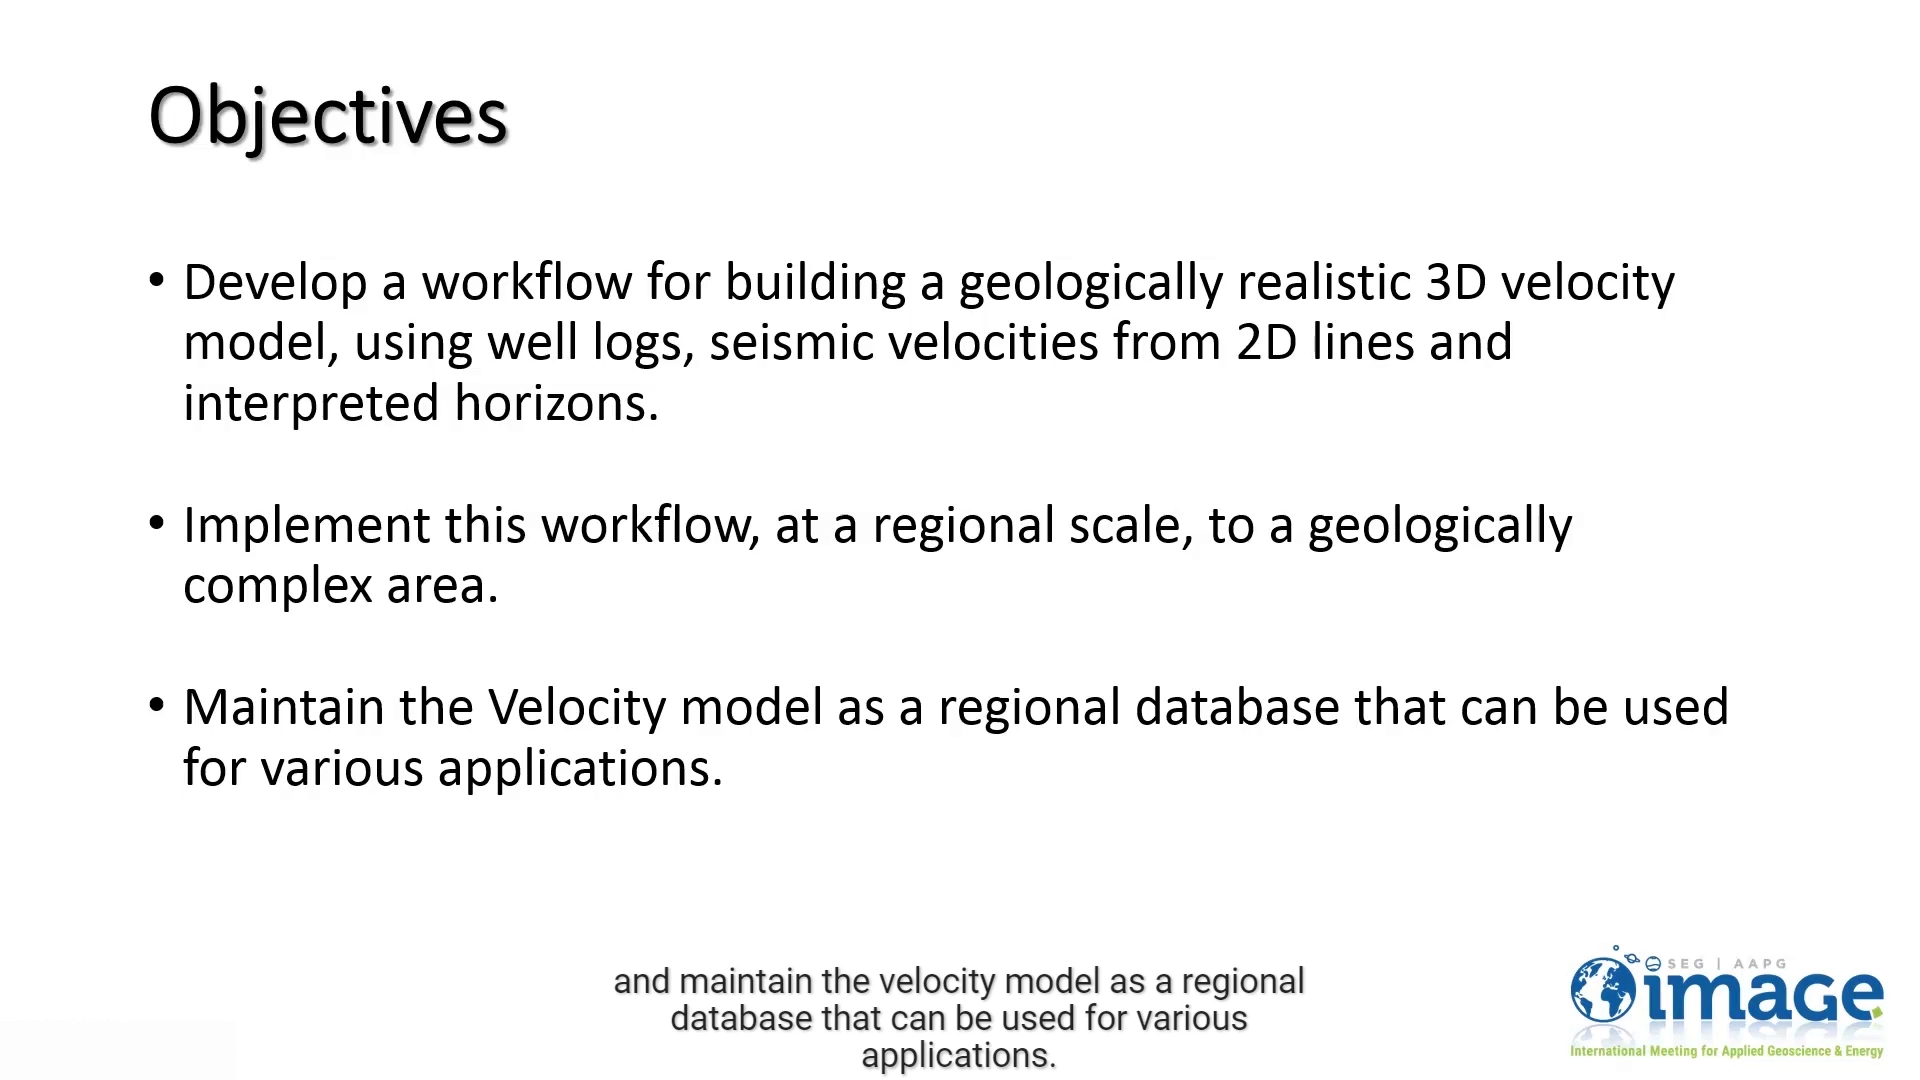 Objectives
• Develop a workflow for building a geologically realistic 3D velocity
model, using well logs, seismic velocities from 2D lines and
interpreted horizons.
• Implement this workflow, at a regional scale, to a geologically
complex area.
• Maintain the Velocity model as a regional database that can be used
for various applications.
and maintain the velocity model as a regional
database that can be used for various
applications.
SEG | AAPG
image
International Meeting for Applied Geoscience & Energy